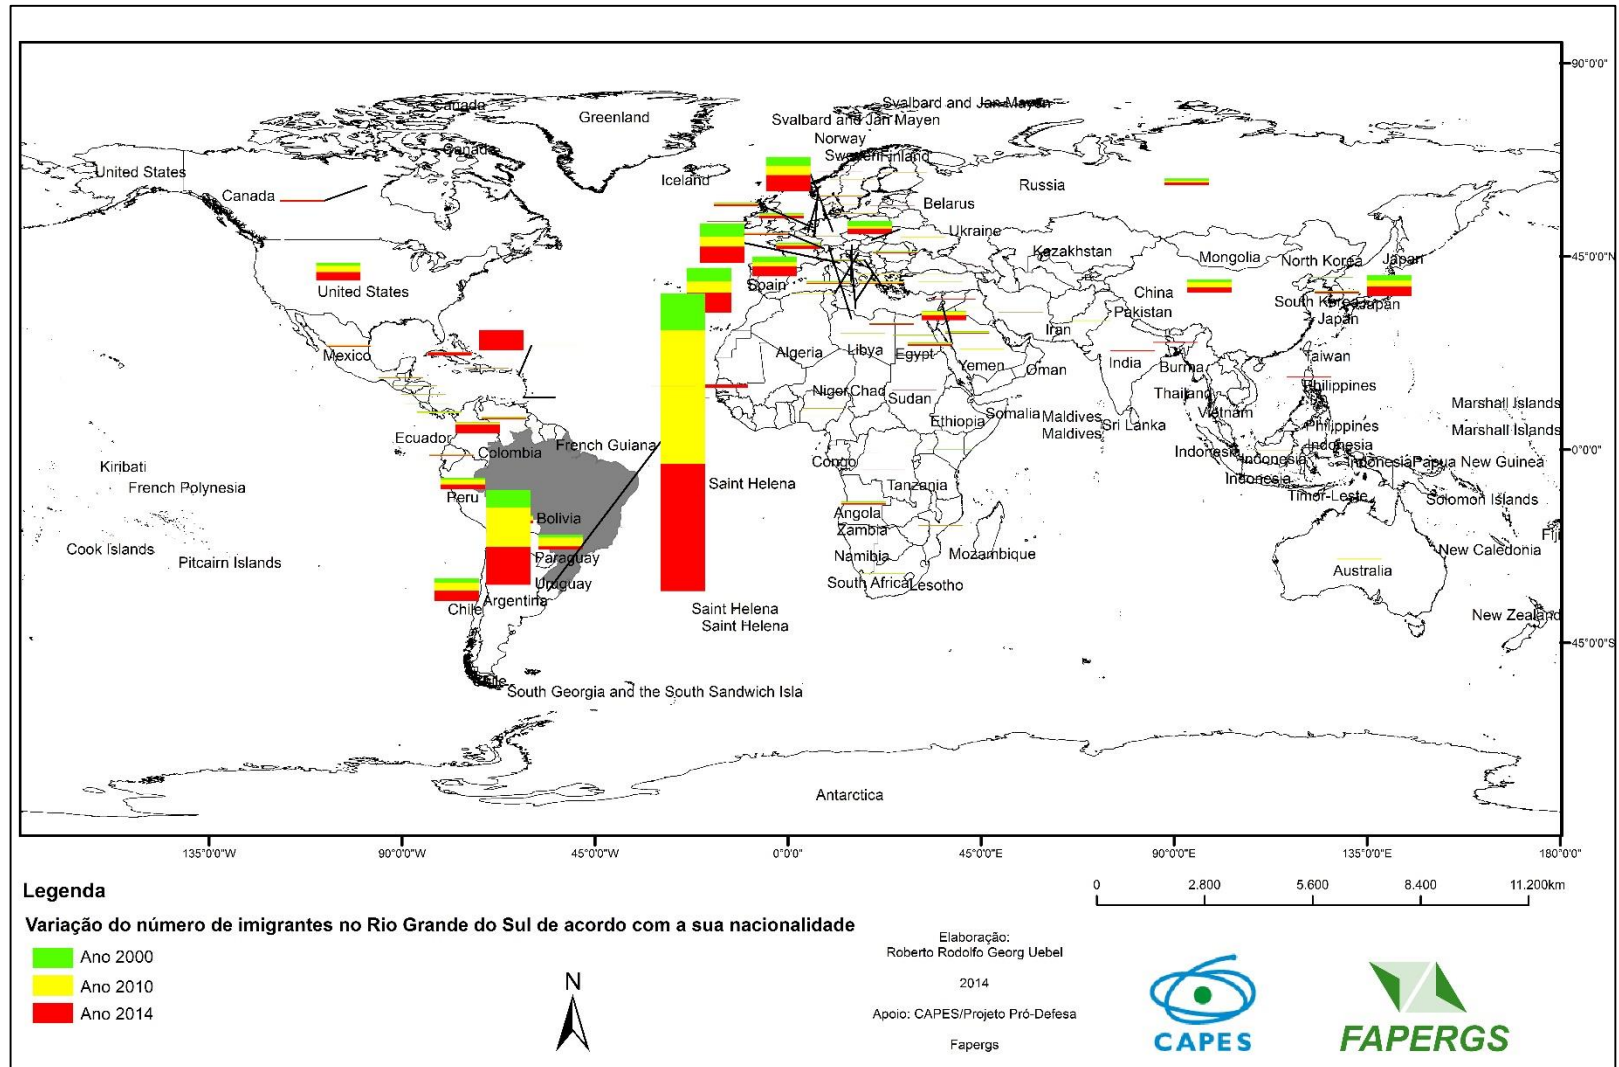 Canada
Svalbard and Jan Mayen
Greenland
Svalbard and Jan Mayen
Norway
Canada
Sweden
Finland
United States
Iceland
Russia
Canada
Belarus
Ukraine
Kazakhstan
Mongolia
North Korea
Japan
United States
Spain
China
South Korea
Japan
Pakistan
Japan
Iran
Mexico
Algeria
Libya
Egypt
India
Burma
Taiwan
Yemen
Oman
Niger
Chad
Sudan
Thailand
Philippines
Vietnam
Marshall Islands
Ethiopia
Somalia
Maldives
Maldives
Sri Lanka
Philippines
Marshall Islands
Ecuador
Colombia
French Guiana
Congo
Indonesia
Indonesia
Indonesia
Indonesia
Papua New Guinea
Kiribati
Indonesia
French Polynesia
Peru
Saint Helena
Tanzania
Timor-Leste
Solomon Islands
Bolivia
Angola
Zambia
Fiji
Cook Islands
Pitcairn Islands
Paraguay
Namibia
Mozambique
New Caledonia
Australia
Uruguay
South Africa
Lesotho
Chile
Argentina
Saint Helena
Saint Helena
New Zealand
Chile
South Georgia and the South Sandwich Isla
Antarctica
90°0'0"
45°0'0"N
0°0'0"
45°0'0"S
135°0'0"W
90°0'0"W
45°0'0"W
0°0'0"
45°0'0"E
90°0'0"E
135°0'0"E
180°0'0"
Legenda
Variação do número de imigrantes no Rio Grande do Sul de acordo com a sua nacionalidade
Ano 2000
Ano 2010
Ano 2014
N
0 2.800 5.600 8.400 11.200km
Elaboração:
Roberto Rodolfo Georg Uebel
2014
Apoio: CAPES/Projeto Pró-Defesa
Fapergs
CAPES
FAPERGS